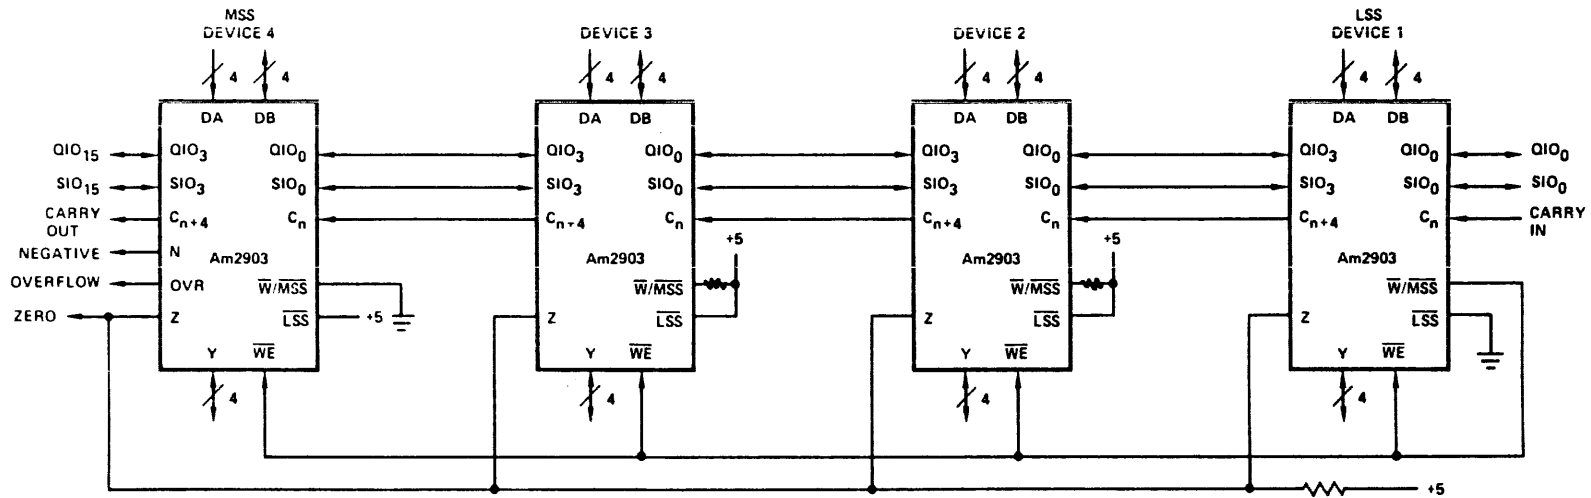 MSS
DEVICE 4
DEVICE 3
DEVICE 2
LSS
DEVICE 1
4 4
4 4
4 4
4 4
DA DB
DA DB
DA DB
DA DB
QIO15 QIO3 QIO0
QIO3 QIO0
QIO3 QIO0
QIO3 QIO0 QIO0
SIO15 SIO3 SIO0
SIO3 SIO0
SIO3 SIO0
SIO3 SIO0 SIO0
CARRY OUT
Cn+4 Cn
Cn+4 Cn
Cn+4 Cn
Cn+4 Cn
CARRY IN
NEGATIVE N
+5
+5
Am2903
Am2903
Am2903
Am2903
OVERFLOW OVR W/MSS
W/MSS
W/MSS
W/MSS
ZERO Z LSS +5
Z LSS
Z LSS
Z LSS
Y WE
Y WE
Y WE
Y WE
4
4
4
4
+5